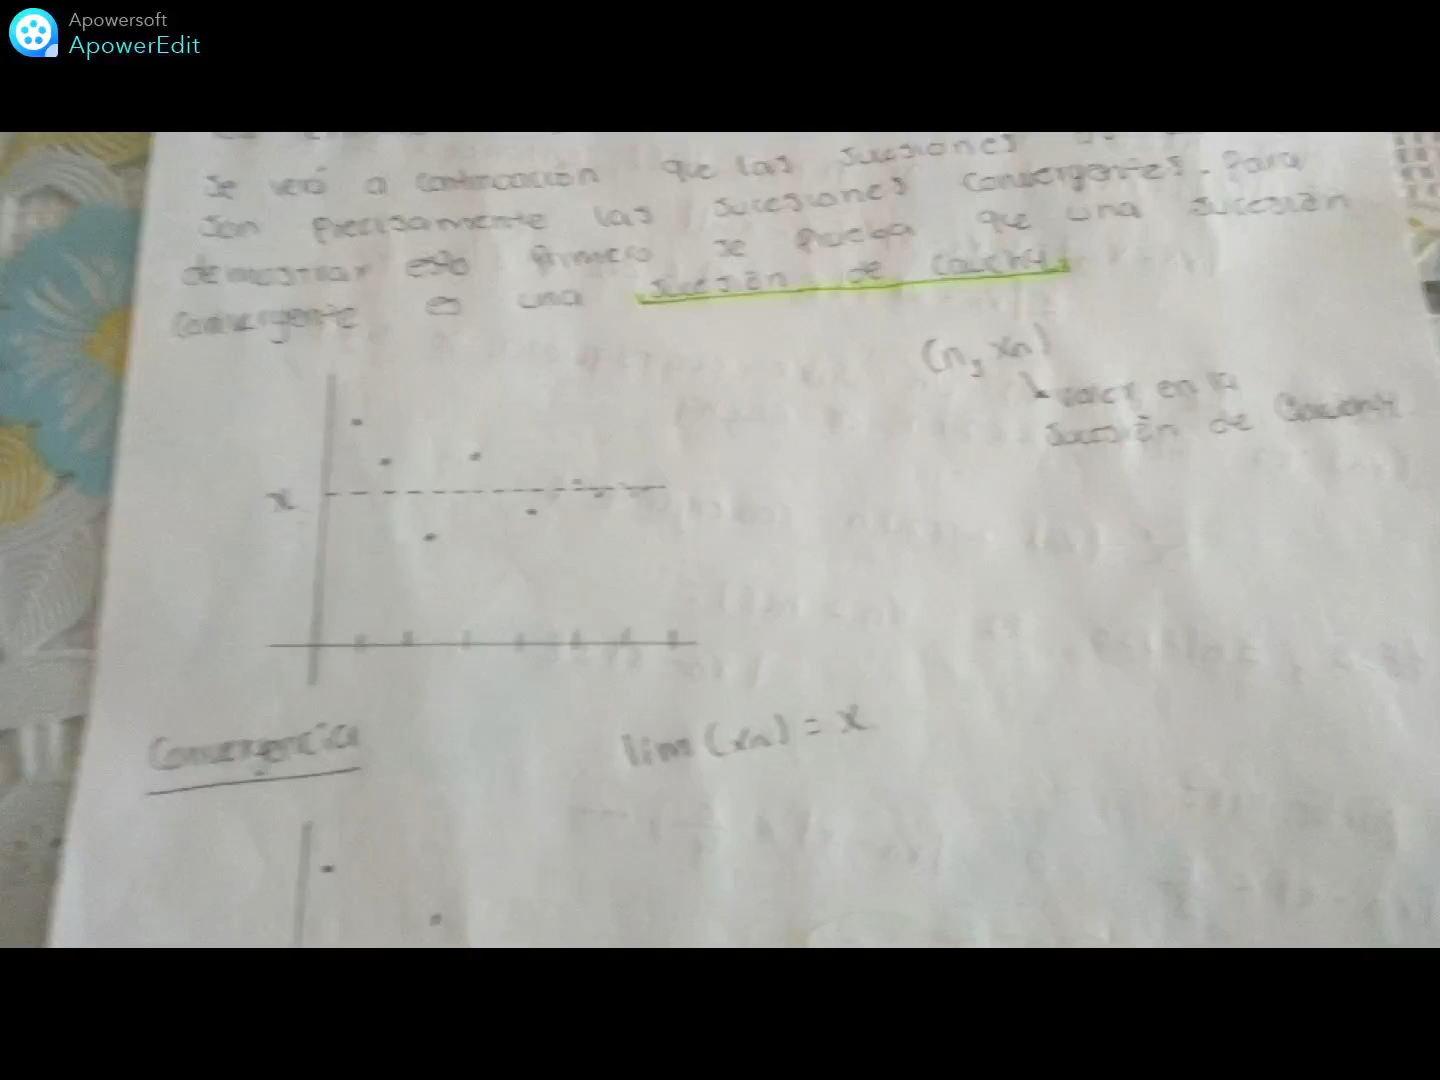 Apowersoft
ApowerEdit
Se verá a continuación que las sucesiones
son precisamente las sucesiones convergentes. Para
demostrar esto primero se prueba que una sucesión
convergente es una sucesión de Cauchy
(n, xn)
valor en la
sucesión de Cauchy
x
Convergencia
lim (xn) = x